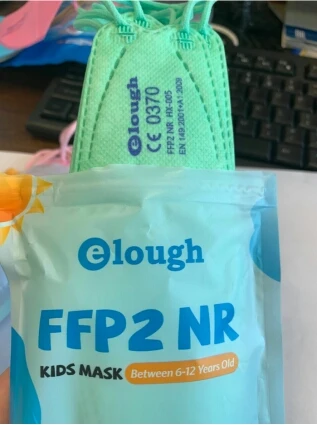 elough
CE 0370
FFP2 NR HX-005
EN 149:2001+A1:2009
elough
FFP2 NR
KIDS MASK Between 6-12 Years Old